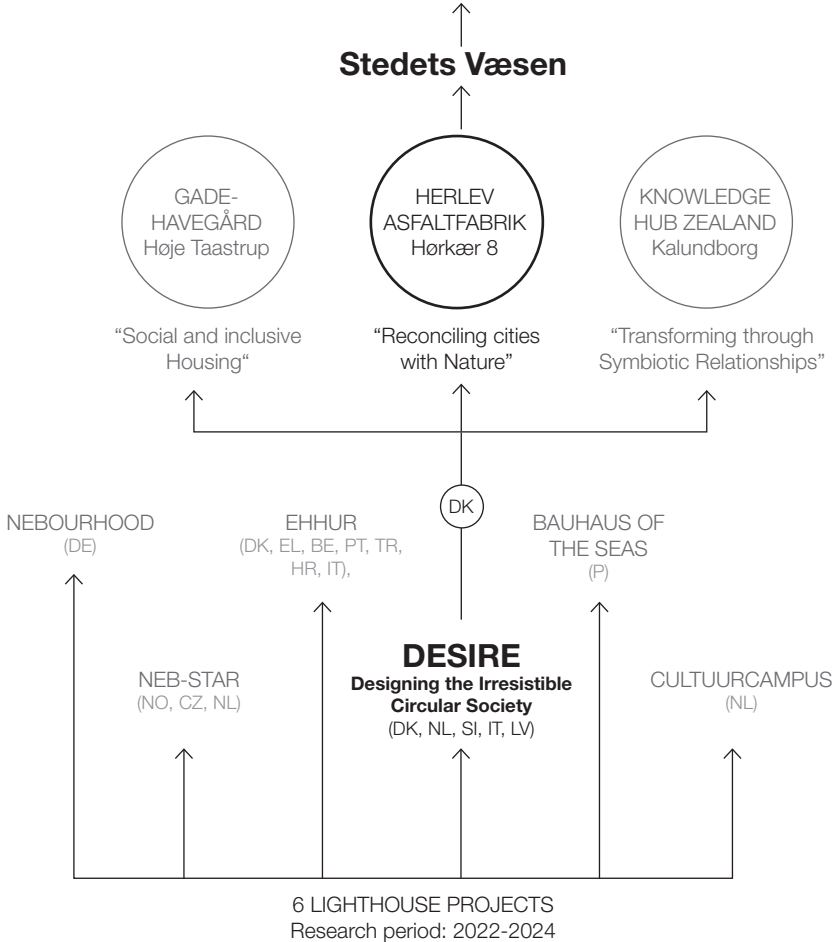 Stedets Væsen
GADE-
HAVEGÅRD
Høje Taastrup
HERLEV
ASFALTFABRIK
Hørkær 8
KNOWLEDGE
HUB ZEALAND
Kalundborg
“Social and inclusive
Housing“
“Reconciling cities
with Nature”
“Transforming through
Symbiotic Relationships”
DK
NEBOURHOOD
(DE)
EHHUR
(DK, EL, BE, PT, TR,
HR, IT),
BAUHAUS OF
THE SEAS
(P)
NEB-STAR
(NO, CZ, NL)
DESIRE
Designing the Irresistible
Circular Society
(DK, NL, SI, IT, LV)
CULTUURCAMPUS
(NL)
6 LIGHTHOUSE PROJECTS
Research period: 2022-2024